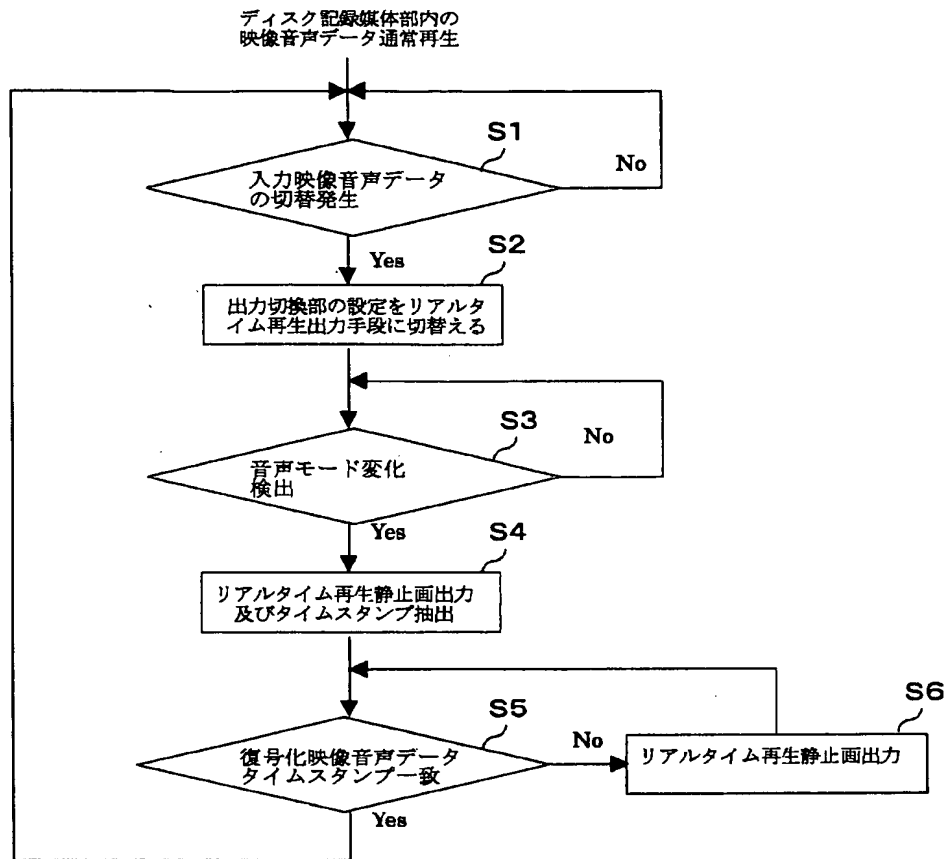 ディスク記録媒体部内の
映像音声データ通常再生
S1
No
入力映像音声データ
の切替発生
Yes
S2
出力切換部の設定をリアルタ
イム再生出力手段に切替える
S3
No
音声モード変化
検出
Yes
S4
リアルタイム再生静止画出力
及びタイムスタンプ抽出
S5
S6
復号化映像音声データ
タイムスタンプ一致
No
リアルタイム再生静止画出力
Yes